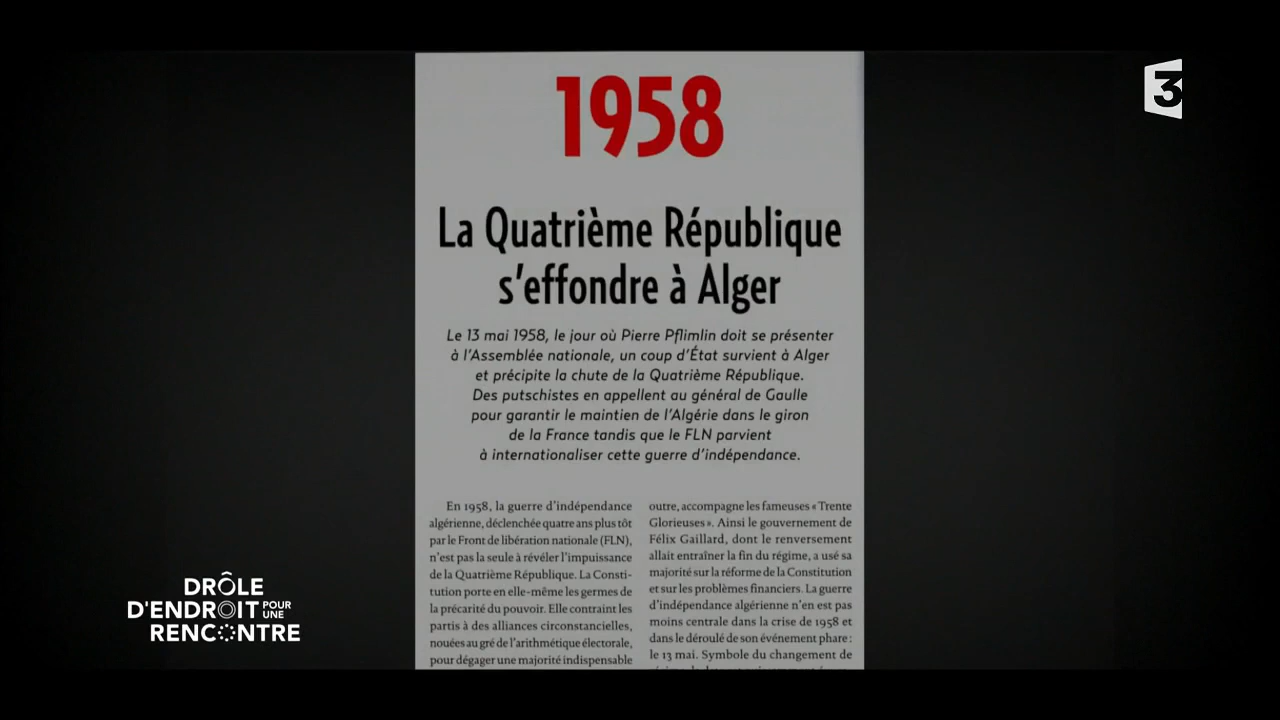 3
1958
La Quatrième République
s'effondre à Alger
Le 13 mai 1958, le jour où Pierre Pflimlin doit se présenter
à l'Assemblée nationale, un coup d'État survient à Alger
et précipite la chute de la Quatrième République.
Des putschistes en appellent au général de Gaulle
pour garantir le maintien de l'Algérie dans le giron
de la France tandis que le FLN parvient
à internationaliser cette guerre d'indépendance.
En 1958, la guerre d'indépendance
algérienne, déclenchée quatre ans plus tôt
par le Front de libération nationale (FLN),
n'est pas la seule à révéler l'impuissance
de la Quatrième République. La Consti-
tution porte en elle-même les germes de
la précarité du pouvoir. Elle contraint les
partis à des alliances circonstancielles,
nouées au gré de l'arithmétique électorale,
pour dégager une majorité indispensable
outre, accompagne les fameuses « Trente
Glorieuses ». Ainsi le gouvernement de
Félix Gaillard, dont le renversement
allait entraîner la fin du régime, a usé sa
majorité sur la réforme de la Constitution
et sur les problèmes financiers. La guerre
d'indépendance algérienne n'en est pas
moins centrale dans la crise de 1958 et
dans le déroulé de son événement phare :
le 13 mai. Symbole du changement de
DRÔLE
D'ENDROIT POUR UNE
RENCONTRE